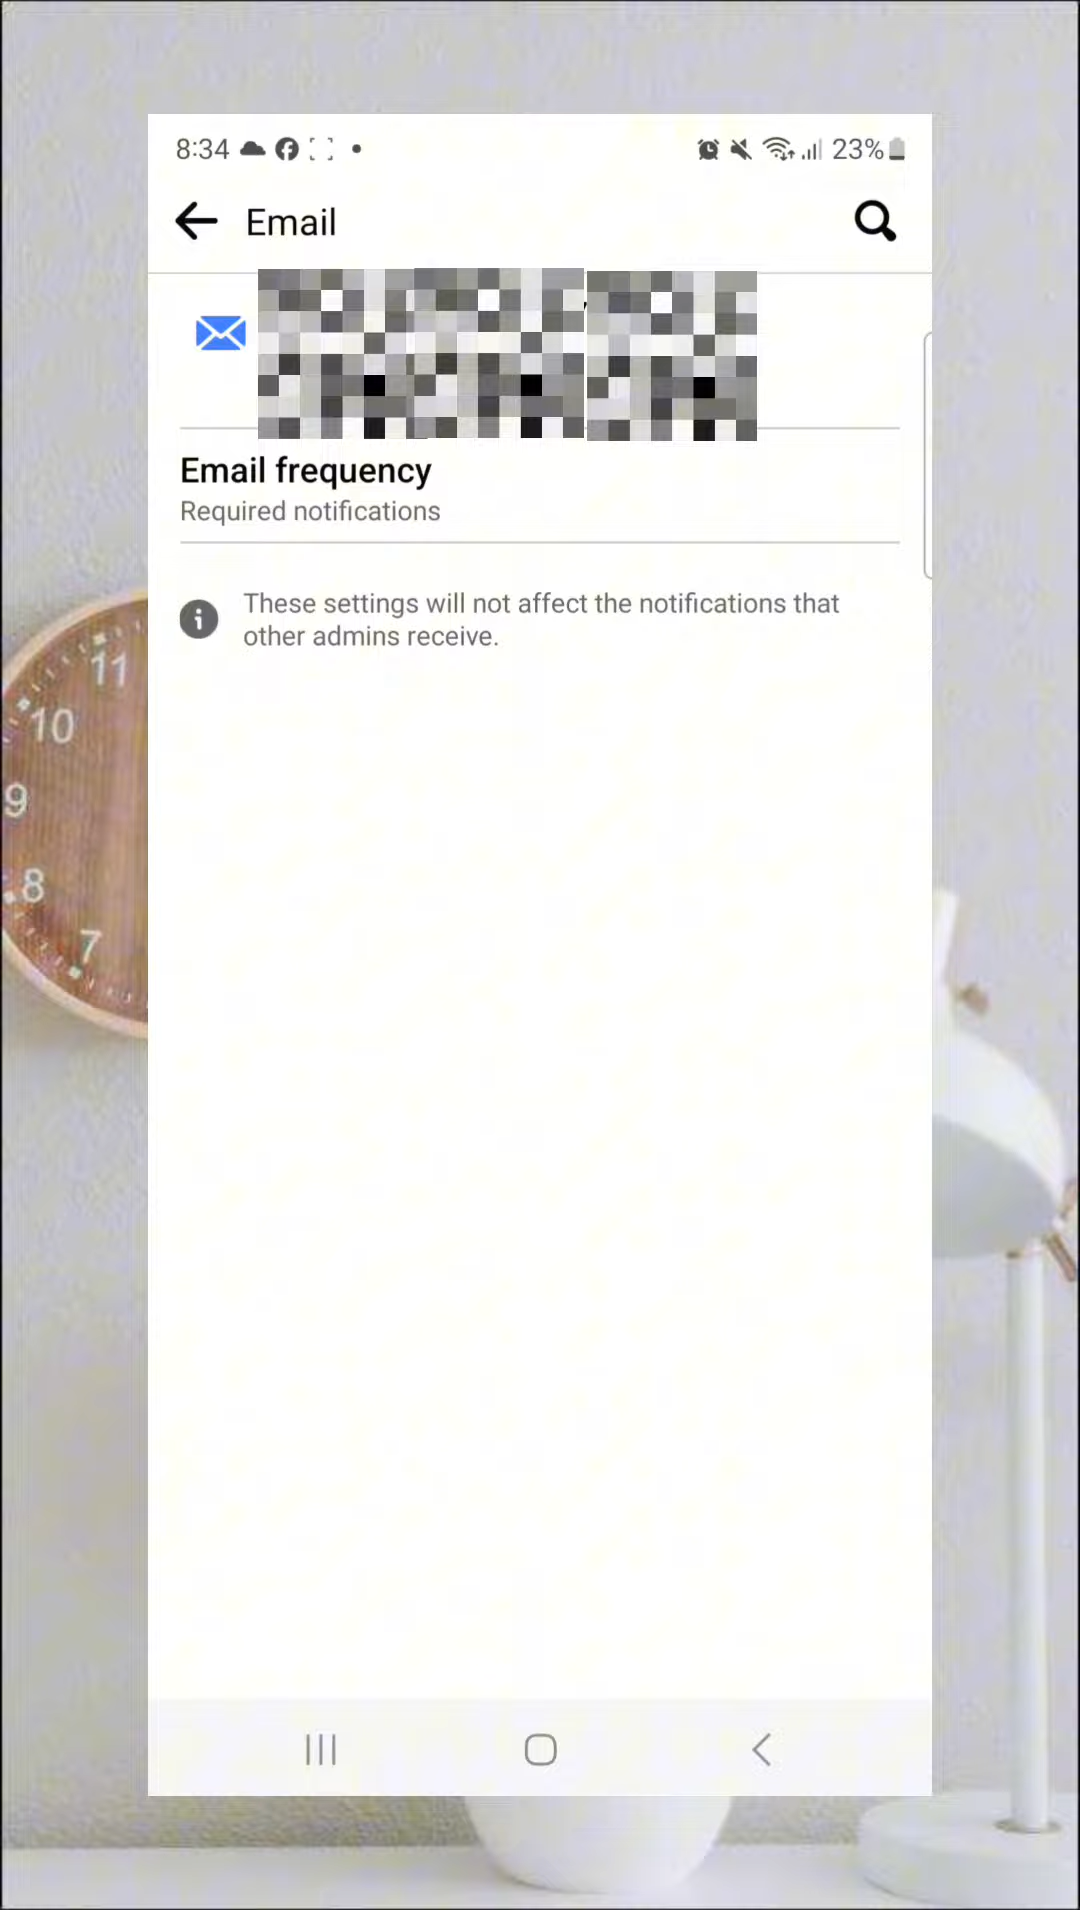 8:34
23%
Email
Email frequency
Required notifications
These settings will not affect the notifications that
other admins receive.
11
10
9
8
7